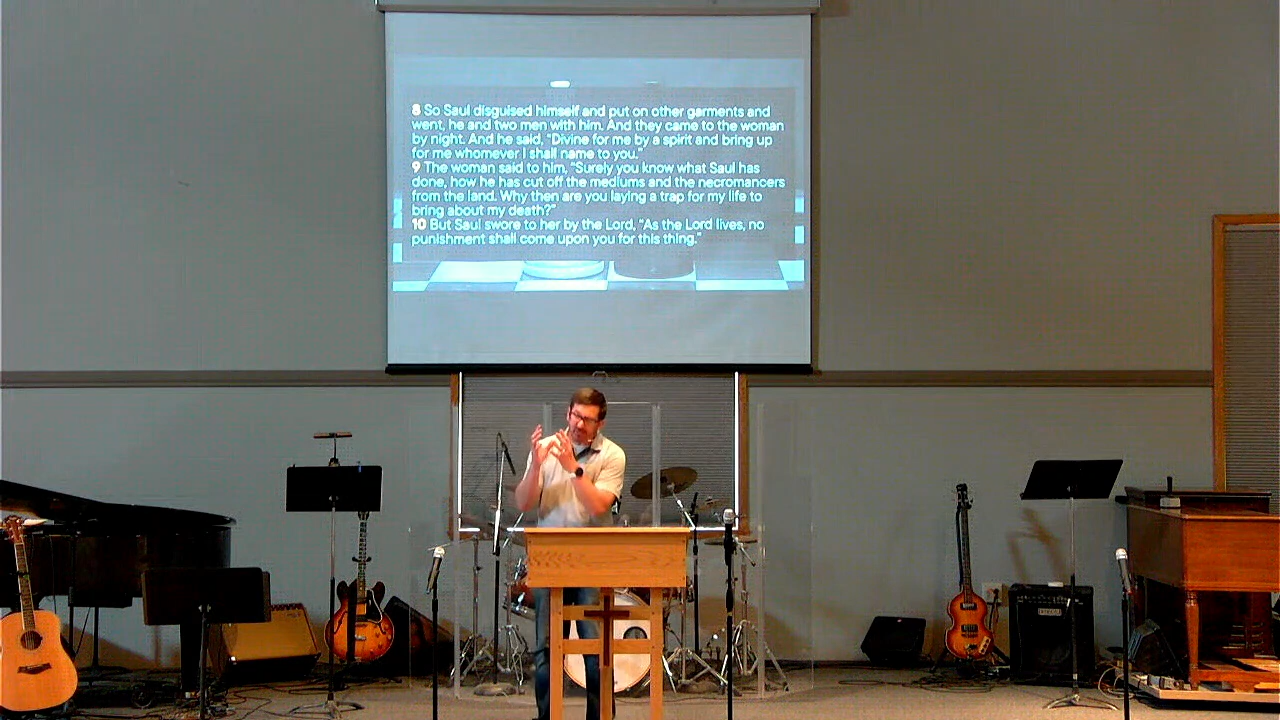 8 So Saul disguised himself and put on other garments and
went, he and two men with him. And they came to the woman
by night. And he said, "Divine for me by a spirit and bring up
for me whomever I shall name to you."
9 The woman said to him, "Surely you know what Saul has
done, how he has cut off the mediums and the necromancers
from the land. Why then are you laying a trap for my life to
bring about my death?"
10 But Saul swore to her by the Lord, "As the Lord lives, no
punishment shall come upon you for this thing."